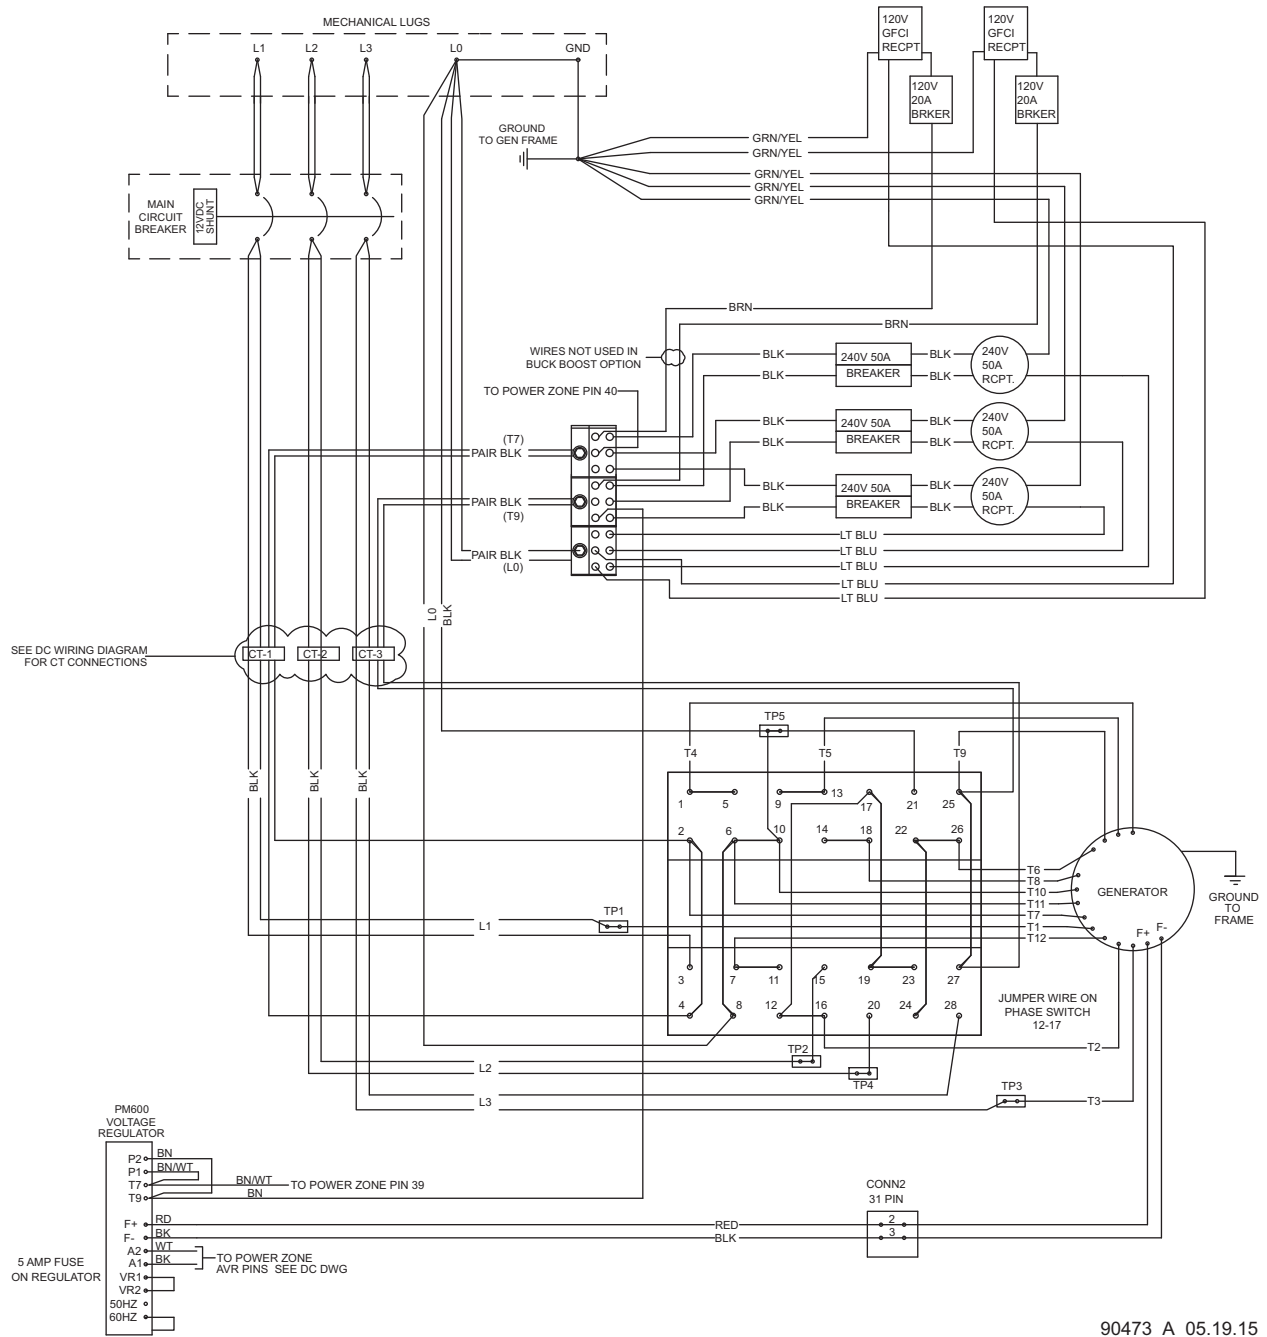 MECHANICAL LUGS
L1
L2
L3
L0
GND
120V
GFCI
RECPT
120V
GFCI
RECPT
120V
20A
BRKER
120V
20A
BRKER
GROUND
TO GEN FRAME
GRN/YEL
GRN/YEL
GRN/YEL
GRN/YEL
GRN/YEL
MAIN
CIRCUIT
BREAKER
12VDC
SHUNT
BRN
BRN
WIRES NOT USED IN
BUCK BOOST OPTION
TO POWER ZONE PIN 40
BLK
240V 50A
BREAKER
BLK
BLK
BLK
240V
50A
RCPT.
BLK
240V 50A
BREAKER
BLK
BLK
BLK
240V
50A
RCPT.
BLK
240V 50A
BREAKER
BLK
BLK
BLK
240V
50A
RCPT.
(T7)
PAIR BLK
PAIR BLK
(T9)
PAIR BLK
(L0)
LT BLU
LT BLU
LT BLU
LT BLU
LT BLU
L0
BLK
SEE DC WIRING DIAGRAM
FOR CT CONNECTIONS
CT-1
CT-2
CT-3
BLK
BLK
BLK
TP5
T4
T5
T9
1
5
9
13
17
21
25
2
6
10
14
18
22
26
T6
T8
T10
T11
T7
T1
T12
GENERATOR
F+
F-
GROUND
TO
FRAME
TP1
L1
3
7
11
15
19
23
27
4
8
12
16
20
24
28
JUMPER WIRE ON
PHASE SWITCH
12-17
TP2
T2
L2
TP4
TP3
L3
T3
PM600
VOLTAGE
REGULATOR
P2
BN
P1
BN/WT
T7
BN/WT
TO POWER ZONE PIN 39
T9
BN
F+
RD
F-
BK
A2
WT
A1
BK
VR1
VR2
50HZ
60HZ
TO POWER ZONE
AVR PINS SEE DC DWG
5 AMP FUSE
ON REGULATOR
RED
BLK
CONN2
31 PIN
2
3
90473 A 05.19.15